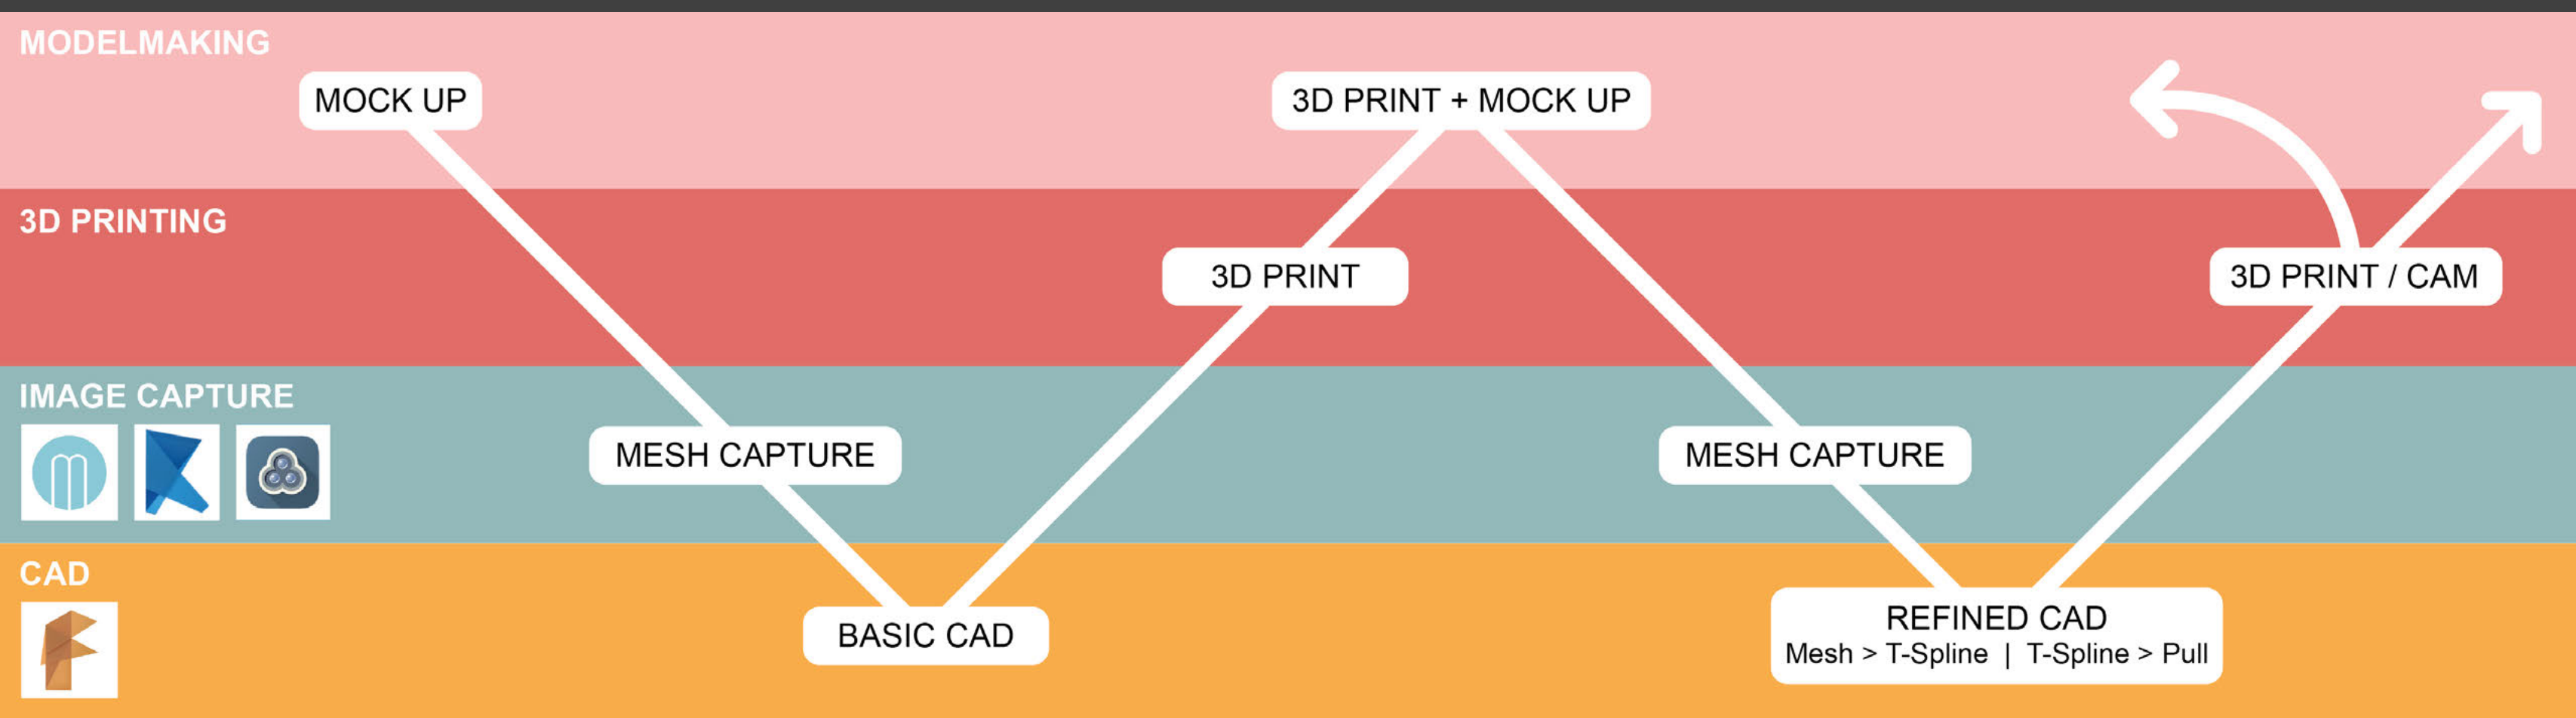 MODELMAKING
MOCK UP
3D PRINT + MOCK UP
3D PRINTING
3D PRINT
3D PRINT / CAM
IMAGE CAPTURE
MESH CAPTURE
MESH CAPTURE
CAD
BASIC CAD
REFINED CAD
Mesh > T-Spline | T-Spline > Pull